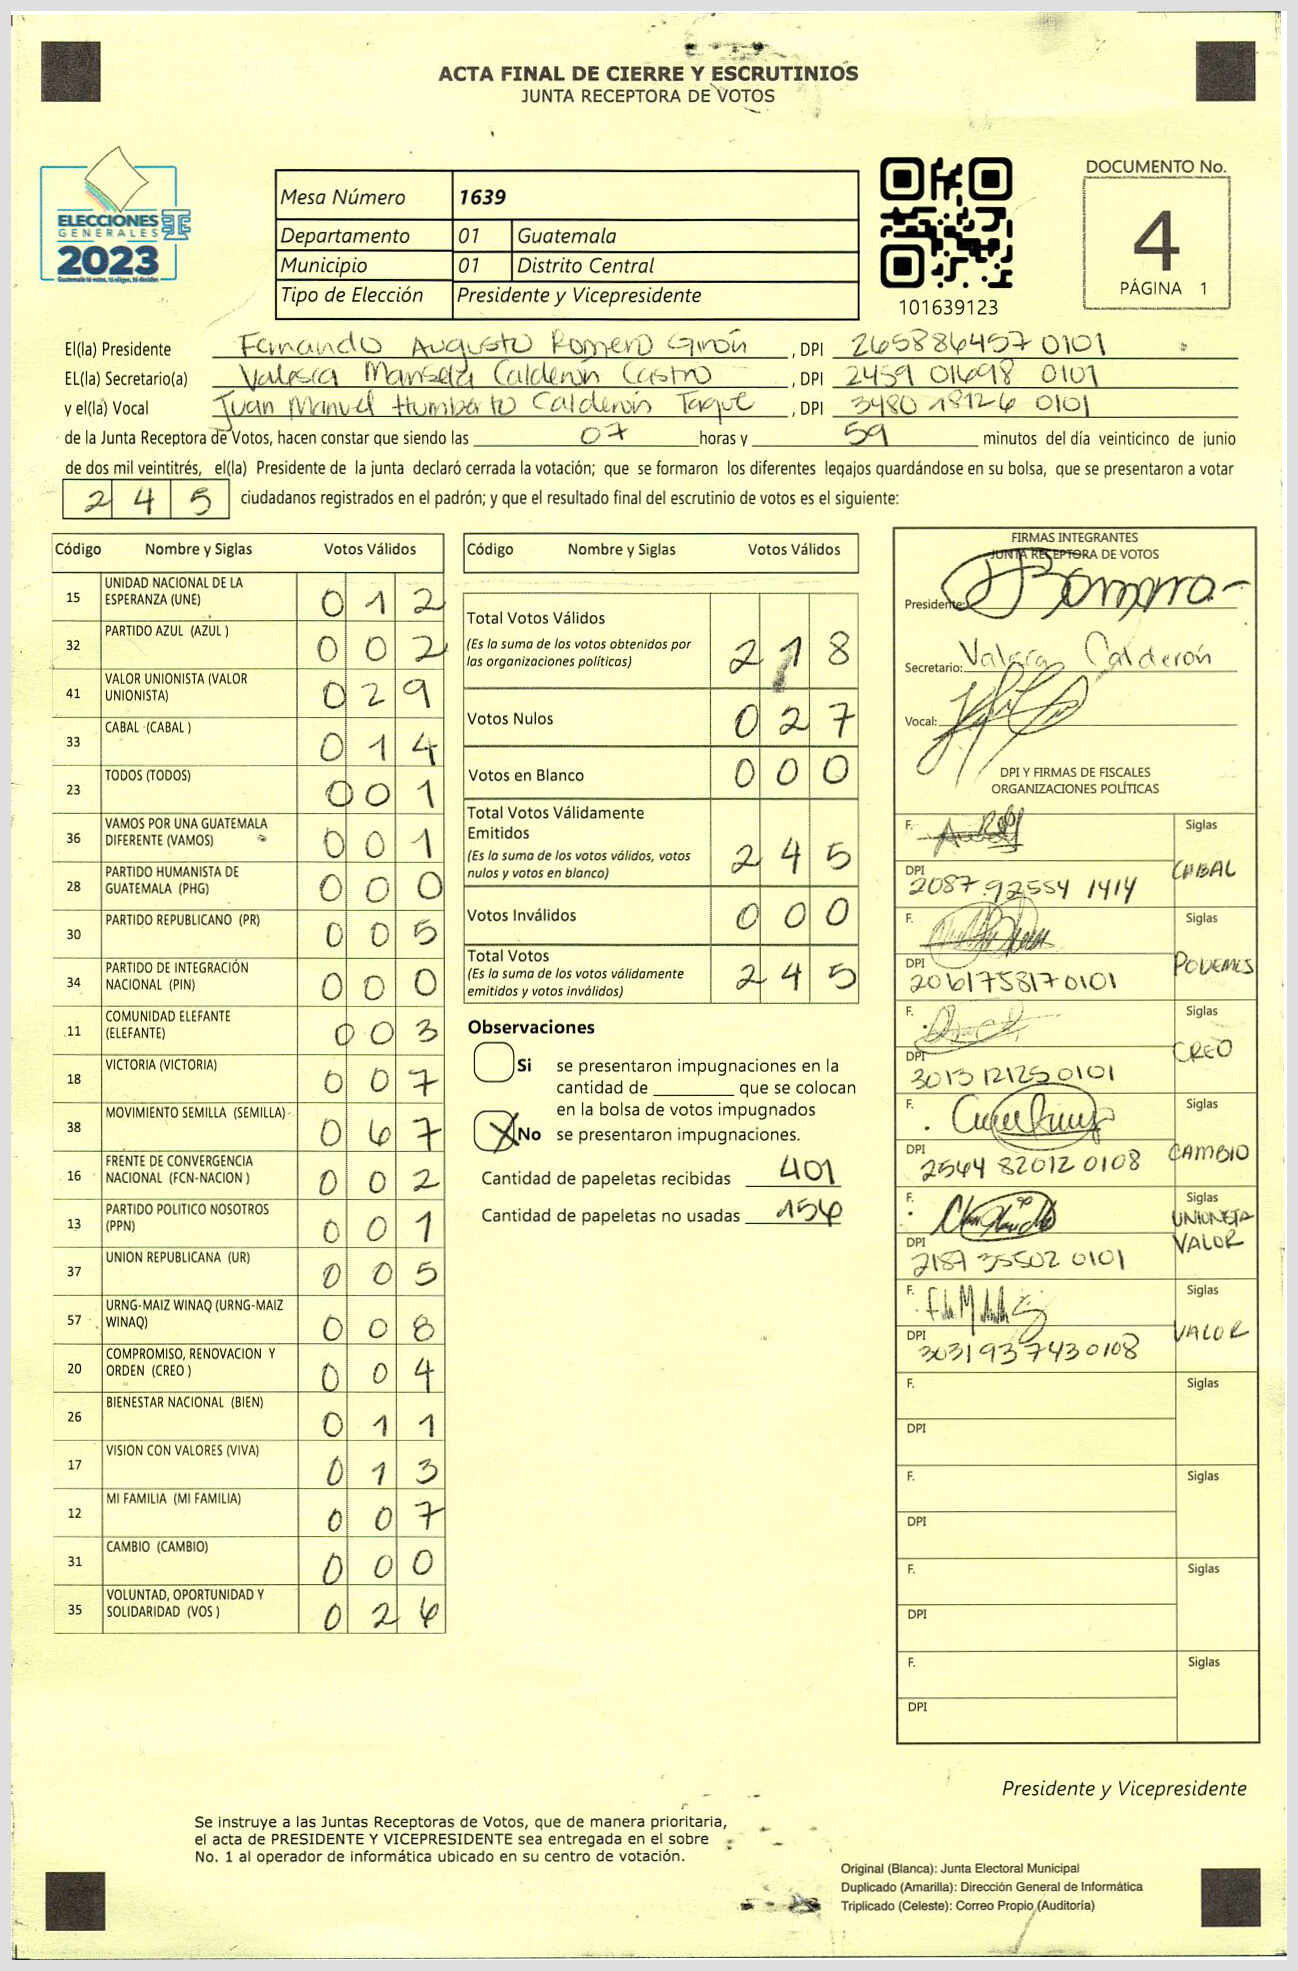 ACTA FINAL DE CIERRE Y ESCRUTINIOS
JUNTA RECEPTORA DE VOTOS
ELECCIONES
GENERALES
2023
Mesa Número 1639
Departamento 01 Guatemala
Municipio 01 Distrito Central
Tipo de Elección Presidente y Vicepresidente
101639123
DOCUMENTO No.
4
PÁGINA 1
El(la) Presidente Fernando Augusto Romero Girón , DPI 265886457 0101
EL(la) Secretario(a) Valeska Calderón Castro , DPI 2459 01698 0101
y el(la) Vocal Juan Manuel Humberto Calderón , DPI 3480 18126 0101
de la Junta Receptora de Votos, hacen constar que siendo las 07 horas y 59 minutos del día veinticinco de junio
de dos mil veintitrés, el(la) Presidente de la junta declaró cerrada la votación; que se formaron los diferentes legajos guardándose en su bolsa, que se presentaron a votar
2 4 5 ciudadanos registrados en el padrón; y que el resultado final del escrutinio de votos es el siguiente:
Código Nombre y Siglas Votos Válidos
15 UNIDAD NACIONAL DE LA
ESPERANZA (UNE) 0 1 2
32 PARTIDO AZUL (AZUL ) 0 0 2
41 VALOR UNIONISTA (VALOR
UNIONISTA) 0 2 9
33 CABAL (CABAL ) 0 1 4
23 TODOS (TODOS) 0 0 1
36 VAMOS POR UNA GUATEMALA
DIFERENTE (VAMOS) 0 0 1
28 PARTIDO HUMANISTA DE
GUATEMALA (PHG) 0 0 0
30 PARTIDO REPUBLICANO (PR) 0 0 5
34 PARTIDO DE INTEGRACIÓN
NACIONAL (PIN) 0 0 0
11 COMUNIDAD ELEFANTE
(ELEFANTE) 0 0 3
18 VICTORIA (VICTORIA) 0 0 7
38 MOVIMIENTO SEMILLA (SEMILLA) 0 6 7
16 FRENTE DE CONVERGENCIA
NACIONAL (FCN-NACION ) 0 0 2
13 PARTIDO POLITICO NOSOTROS
(PPN) 0 0 1
37 UNION REPUBLICANA (UR) 0 0 5
57 URNG-MAIZ WINAQ (URNG-MAIZ
WINAQ) 0 0 8
20 COMPROMISO, RENOVACION Y
ORDEN (CREO ) 0 0 4
26 BIENESTAR NACIONAL (BIEN) 0 1 1
17 VISION CON VALORES (VIVA) 0 1 3
12 MI FAMILIA (MI FAMILIA) 0 0 7
31 CAMBIO (CAMBIO) 0 0 0
35 VOLUNTAD, OPORTUNIDAD Y
SOLIDARIDAD (VOS ) 0 2 6
Código Nombre y Siglas Votos Válidos
Total Votos Válidos
(Es la suma de los votos obtenidos por
las organizaciones políticas) 2 1 8
Votos Nulos 0 2 7
Votos en Blanco 0 0 0
Total Votos Válidamente
Emitidos
(Es la suma de los votos válidos, votos
nulos y votos en blanco) 2 4 5
Votos Inválidos 0 0 0
Total Votos
(Es la suma de los votos válidamente
emitidos y votos inválidos) 2 4 5
Observaciones
Si se presentaron impugnaciones en la
cantidad de ________ que se colocan
en la bolsa de votos impugnados
X No se presentaron impugnaciones.
Cantidad de papeletas recibidas 401
Cantidad de papeletas no usadas 156
FIRMAS INTEGRANTES
JUNTA RECEPTORA DE VOTOS
Presidente:
Secretario: Valeska Calderón
Vocal:
DPI Y FIRMAS DE FISCALES
ORGANIZACIONES POLÍTICAS
F. Siglas
CABAL
DPI
2087 92554 1414
F. Siglas
PODEMOS
DPI
2061758170101
F. Siglas
CREO
DPI
3013 12125 0101
F. Siglas
CAMBIO
DPI
2564 82012 0108
F. Siglas
UNIONISTA
VALOR
DPI
2187 35502 0101
F. Siglas
VALOR
DPI
3031937430108
F. Siglas
DPI
F. Siglas
DPI
F. Siglas
DPI
F. Siglas
DPI
Presidente y Vicepresidente
Se instruye a las Juntas Receptoras de Votos, que de manera prioritaria,
el acta de PRESIDENTE Y VICEPRESIDENTE sea entregada en el sobre
No. 1 al operador de informática ubicado en su centro de votación.
Original (Blanca): Junta Electoral Municipal
Duplicado (Amarilla): Dirección General de Informática
Triplicado (Celeste): Correo Propio (Auditoría)